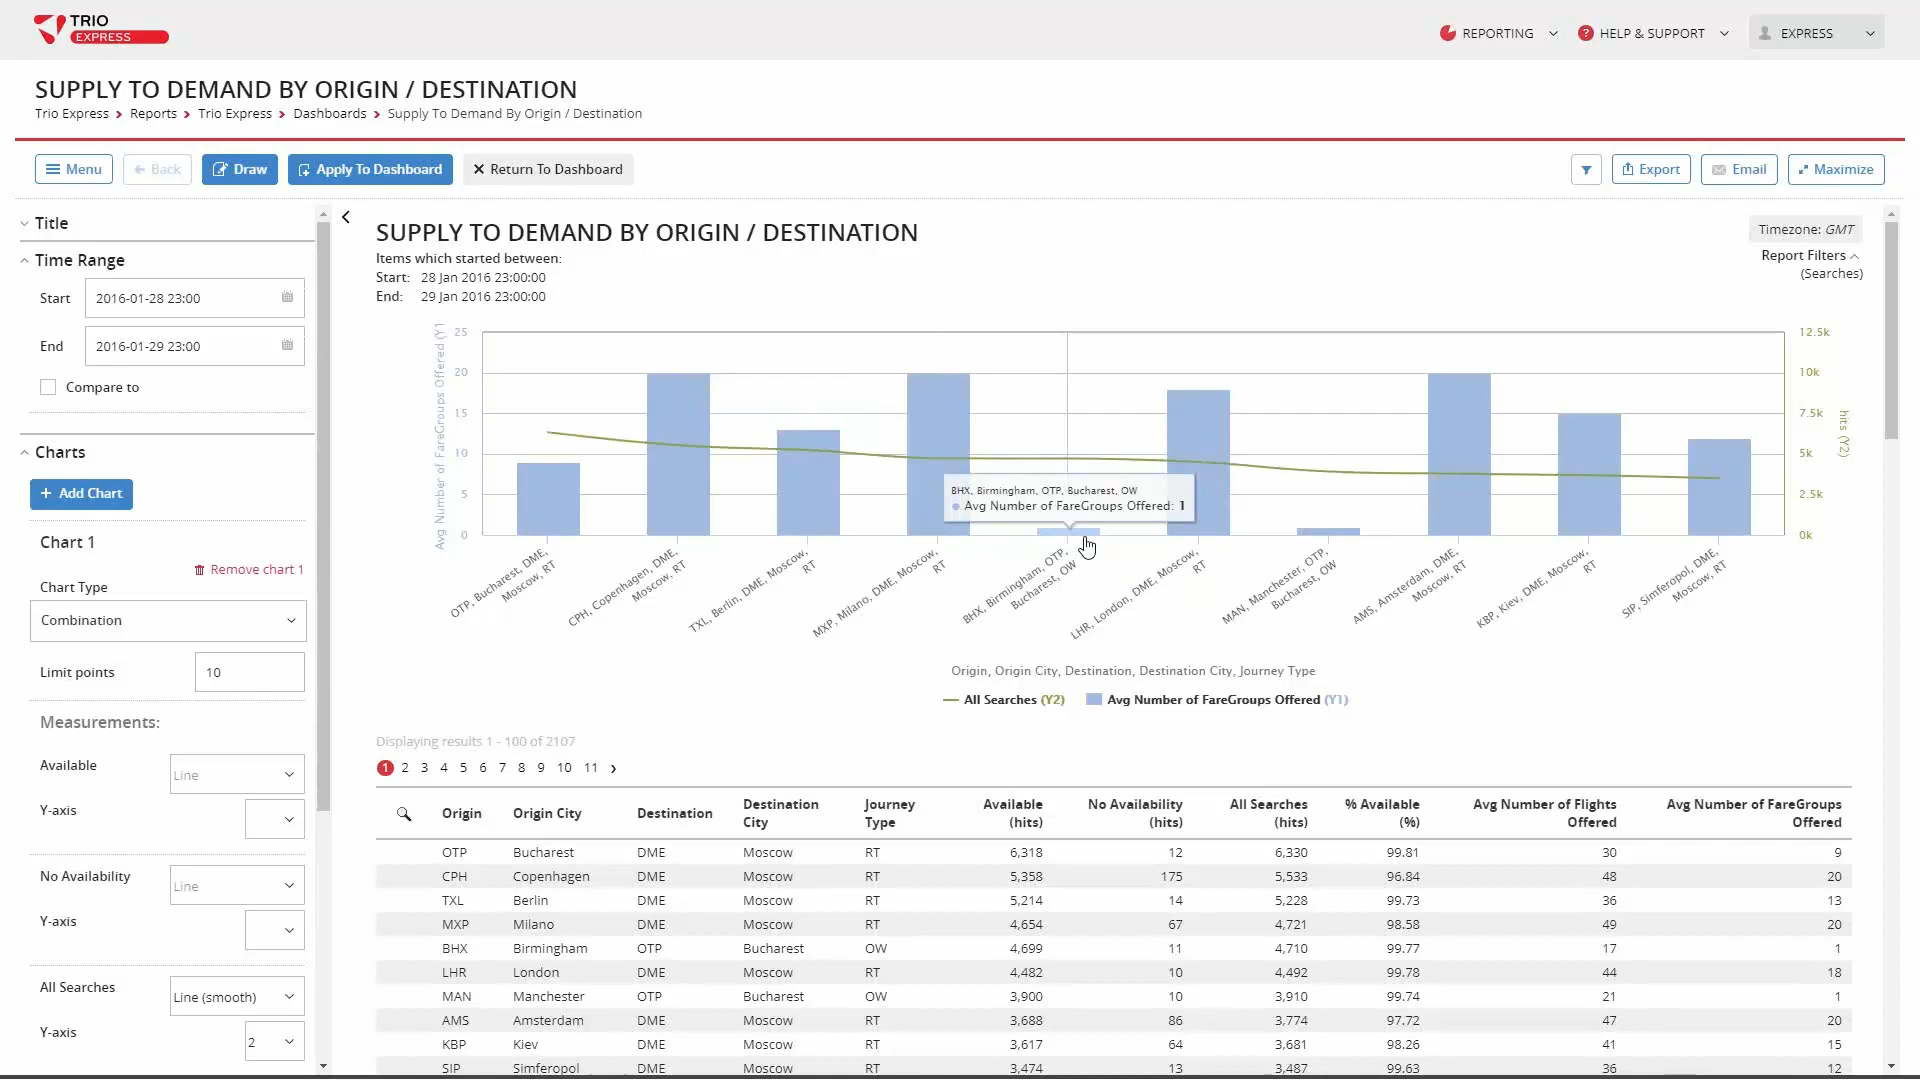 TRIO
EXPRESS
REPORTING
HELP & SUPPORT
EXPRESS
SUPPLY TO DEMAND BY ORIGIN / DESTINATION
Trio Express > Reports > Trio Express > Dashboards > Supply To Demand By Origin / Destination
Menu
Back
Draw
Apply To Dashboard
Return To Dashboard
Export
Email
Maximize
Title
Time Range
Start 2016-01-28 23:00
End 2016-01-29 23:00
Compare to
Charts
+ Add Chart
Chart 1
Remove chart 1
Chart Type
Combination
Limit points 10
Measurements:
Available Line
Y-axis
No Availability Line
Y-axis
All Searches Line (smooth)
Y-axis 2
SUPPLY TO DEMAND BY ORIGIN / DESTINATION
Items which started between:
Start: 28 Jan 2016 23:00:00
End: 29 Jan 2016 23:00:00
Timezone: GMT
Report Filters
(Searches)
Avg Number of FareGroups Offered (Y1
25
20
15
10
5
0
12.5k
10k
7.5k
5k
2.5k
0k
hits (Y2)
BHX, Birmingham, OTP, Bucharest, OW
Avg Number of FareGroups Offered: 1
OTP, Bucharest, DME,
Moscow, RT
CPH, Copenhagen, DME,
Moscow, RT
TXL, Berlin, DME, Moscow,
RT
MXP, Milano, DME, Moscow,
RT
BHX, Birmingham, OTP,
Bucharest, OW
LHR, London, DME, Moscow,
RT
MAN, Manchester, OTP,
Bucharest, OW
AMS, Amsterdam, DME,
Moscow, RT
KBP, Kiev, DME, Moscow,
RT
SIP, Simferopol, DME,
Moscow, RT
Origin, Origin City, Destination, Destination City, Journey Type
All Searches (Y2) Avg Number of FareGroups Offered (Y1)
Displaying results 1 - 100 of 2107
1 2 3 4 5 6 7 8 9 10 11 >
Origin Origin City Destination Destination City Journey Type Available (hits) No Availability (hits) All Searches (hits) % Available (%) Avg Number of Flights Offered Avg Number of FareGroups Offered
OTP Bucharest DME Moscow RT 6,318 12 6,330 99.81 30 9
CPH Copenhagen DME Moscow RT 5,358 175 5,533 96.84 48 20
TXL Berlin DME Moscow RT 5,214 14 5,228 99.73 36 13
MXP Milano DME Moscow RT 4,654 67 4,721 98.58 49 20
BHX Birmingham OTP Bucharest OW 4,699 11 4,710 99.77 17 1
LHR London DME Moscow RT 4,482 10 4,492 99.78 44 18
MAN Manchester OTP Bucharest OW 3,900 10 3,910 99.74 21 1
AMS Amsterdam DME Moscow RT 3,688 86 3,774 97.72 47 20
KBP Kiev DME Moscow RT 3,617 64 3,681 98.26 41 15
SIP Simferopol DME Moscow RT 3,474 13 3,487 99.63 36 12